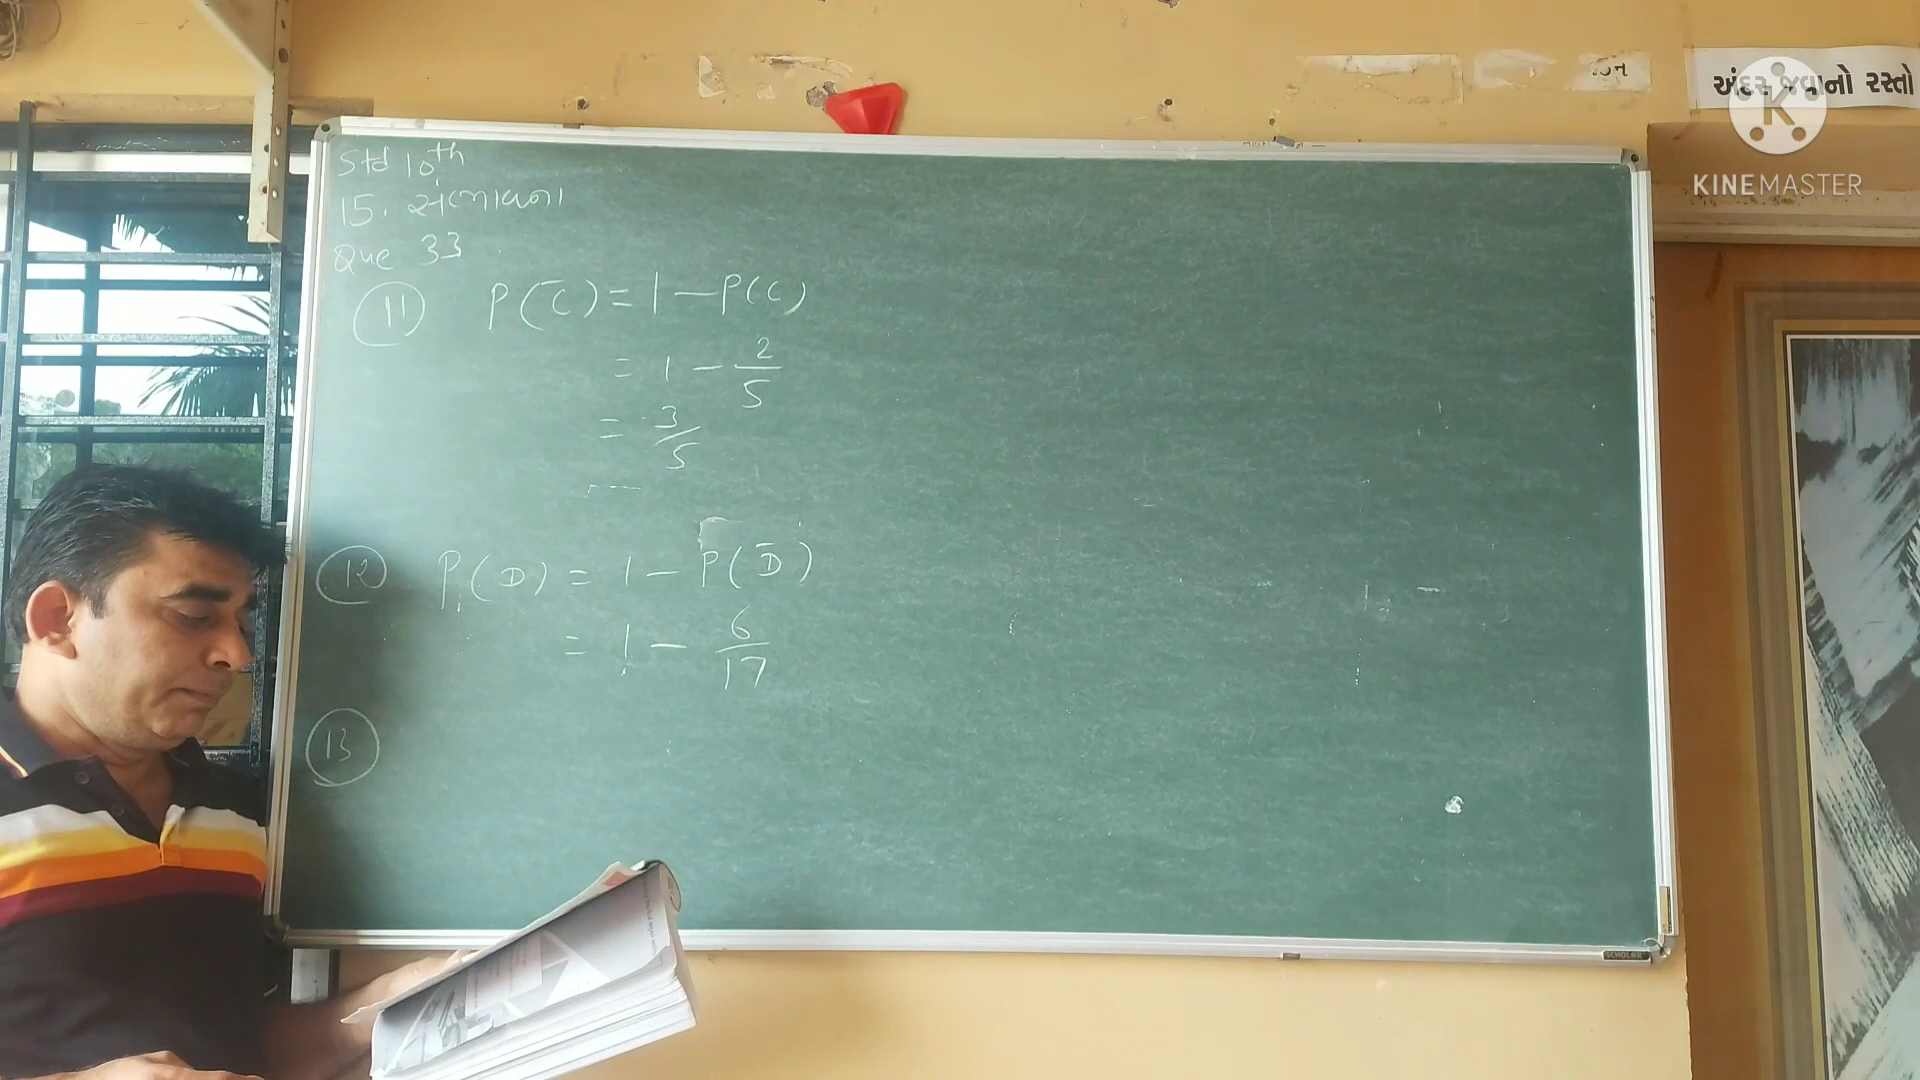 અંદર જવાનો રસ્તો
KINEMASTER
Std 10th
15. સંભાવના
Que 33
11 P(C̅) = 1 - P(C)
= 1 - 2/5
= 3/5
12 P(D) = 1 - P(D̅)
= 1 - 6/17
13
SCHOLAR